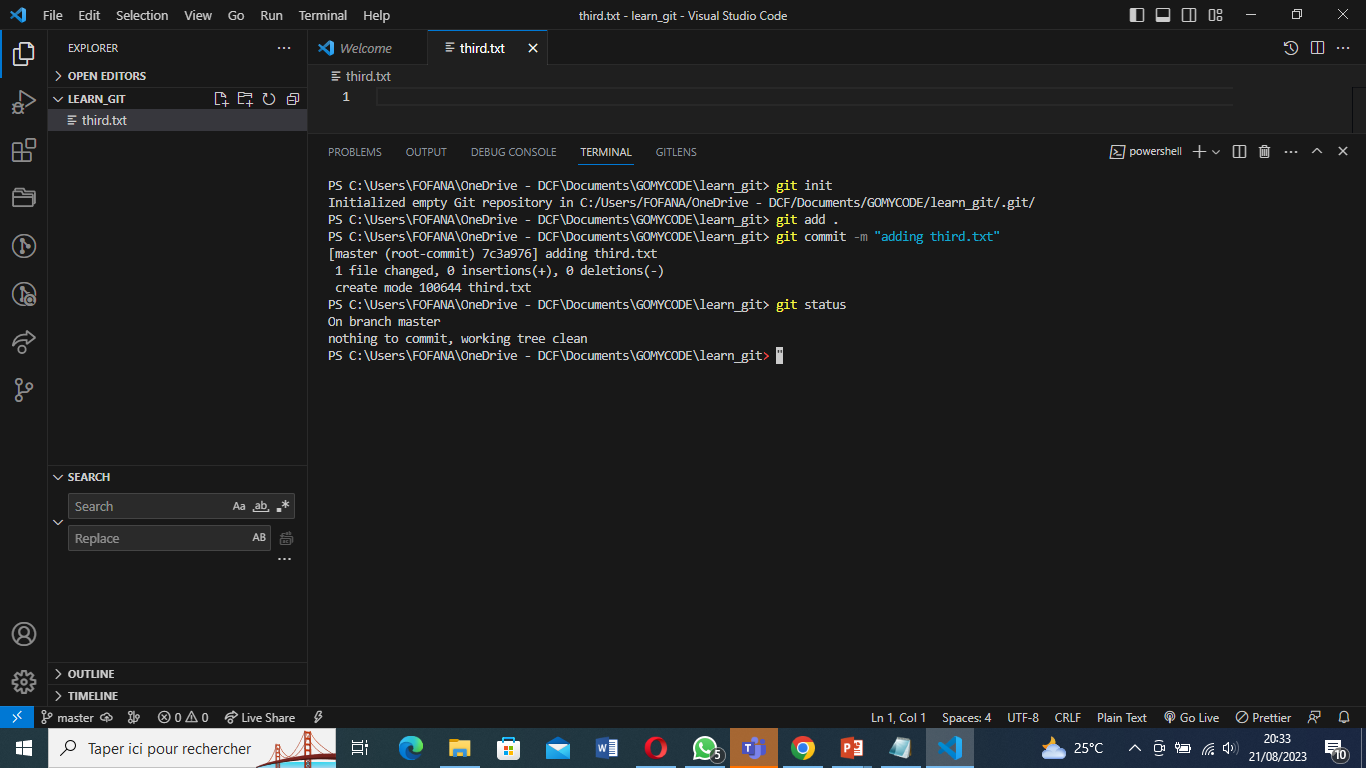 File Edit Selection View Go Run Terminal Help
third.txt - learn_git - Visual Studio Code
EXPLORER
OPEN EDITORS
LEARN_GIT
third.txt
Welcome
third.txt
third.txt
1
PROBLEMS OUTPUT DEBUG CONSOLE TERMINAL GITLENS
powershell
PS C:\Users\FOFANA\OneDrive - DCF\Documents\GOMYCODE\learn_git> git init
Initialized empty Git repository in C:/Users/FOFANA/OneDrive - DCF/Documents/GOMYCODE/learn_git/.git/
PS C:\Users\FOFANA\OneDrive - DCF\Documents\GOMYCODE\learn_git> git add .
PS C:\Users\FOFANA\OneDrive - DCF\Documents\GOMYCODE\learn_git> git commit -m "adding third.txt"
[master (root-commit) 7c3a976] adding third.txt
 1 file changed, 0 insertions(+), 0 deletions(-)
 create mode 100644 third.txt
PS C:\Users\FOFANA\OneDrive - DCF\Documents\GOMYCODE\learn_git> git status
On branch master
nothing to commit, working tree clean
PS C:\Users\FOFANA\OneDrive - DCF\Documents\GOMYCODE\learn_git> "
SEARCH
Search Aa ab .*
Replace AB
OUTLINE
TIMELINE
master 0 0 Live Share
Ln 1, Col 1 Spaces: 4 UTF-8 CRLF Plain Text Go Live Prettier
Taper ici pour rechercher
5
25°C
20:33
21/08/2023
10